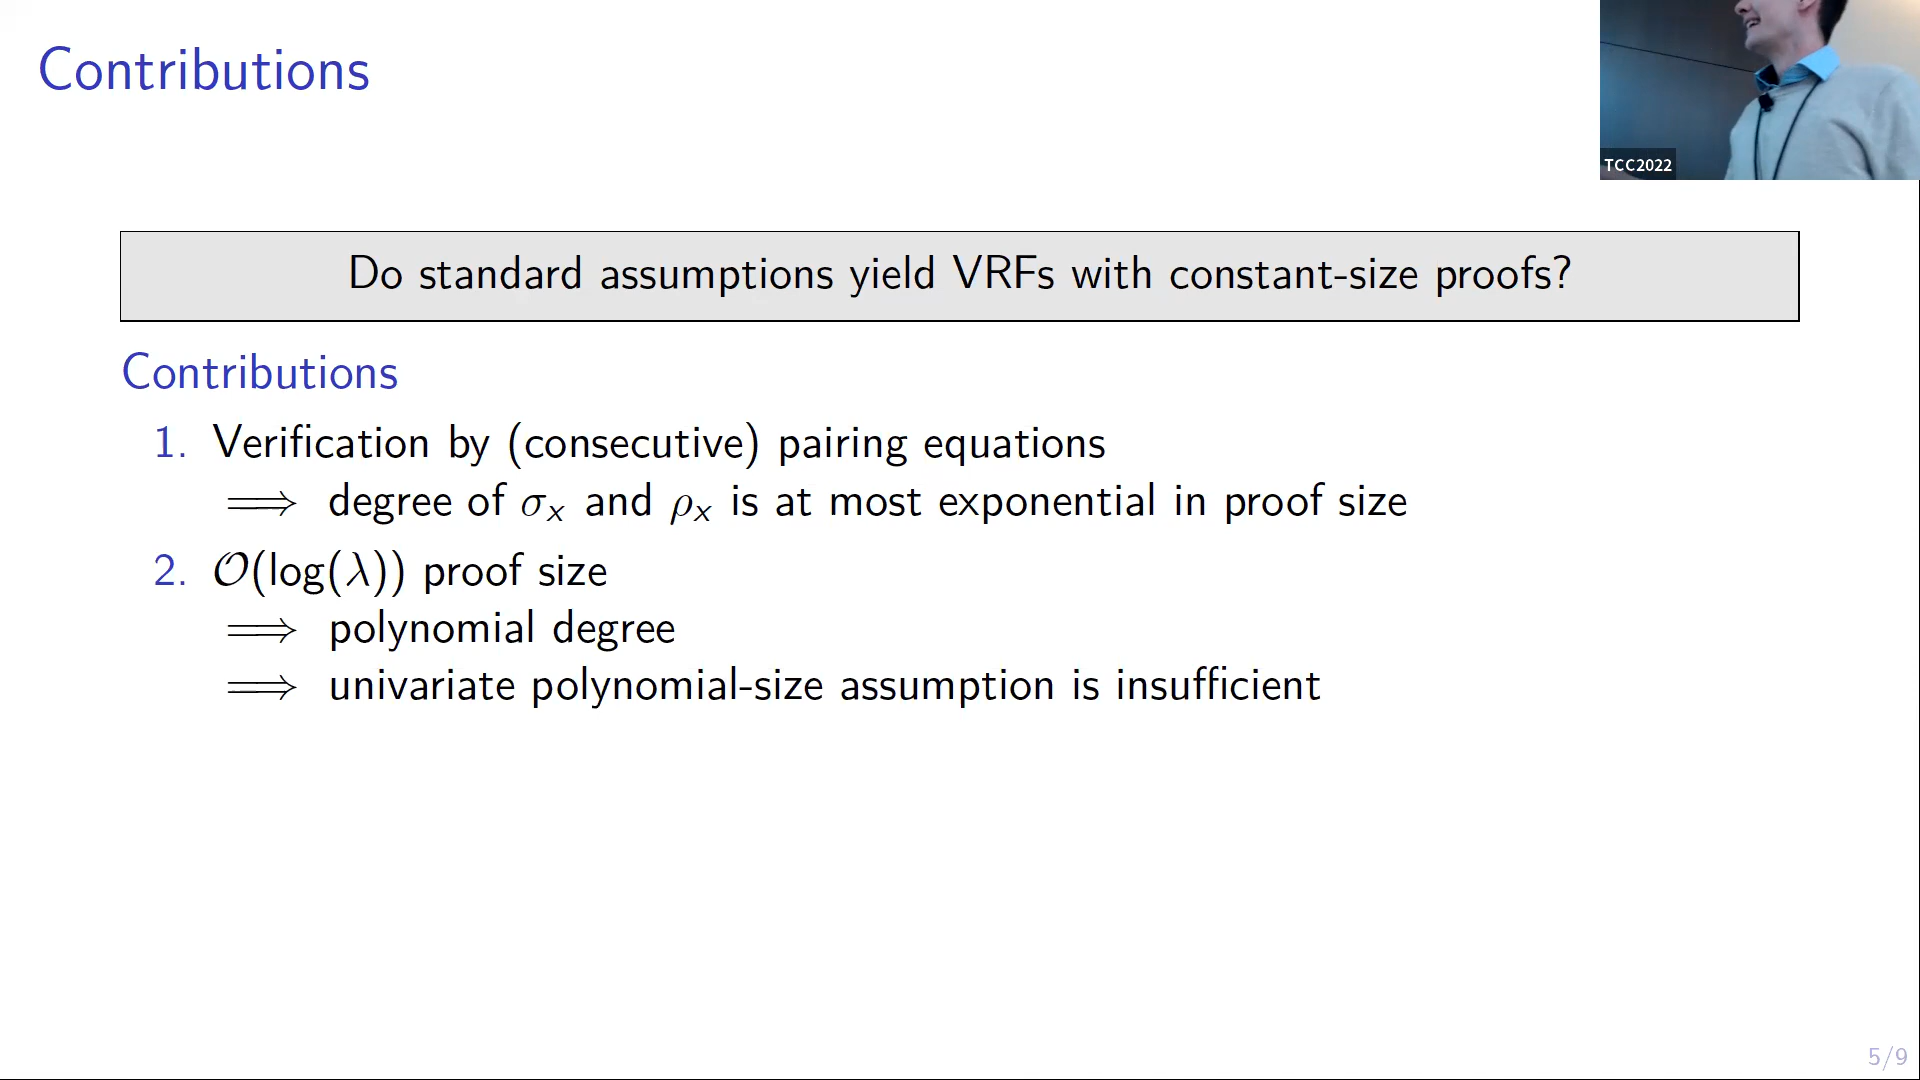 Contributions
TCC2022
Do standard assumptions yield VRFs with constant-size proofs?
Contributions
1. Verification by (consecutive) pairing equations
⟹ degree of σₓ and ρₓ is at most exponential in proof size
2. 𝒪(log(λ)) proof size
⟹ polynomial degree
⟹ univariate polynomial-size assumption is insufficient
5/9